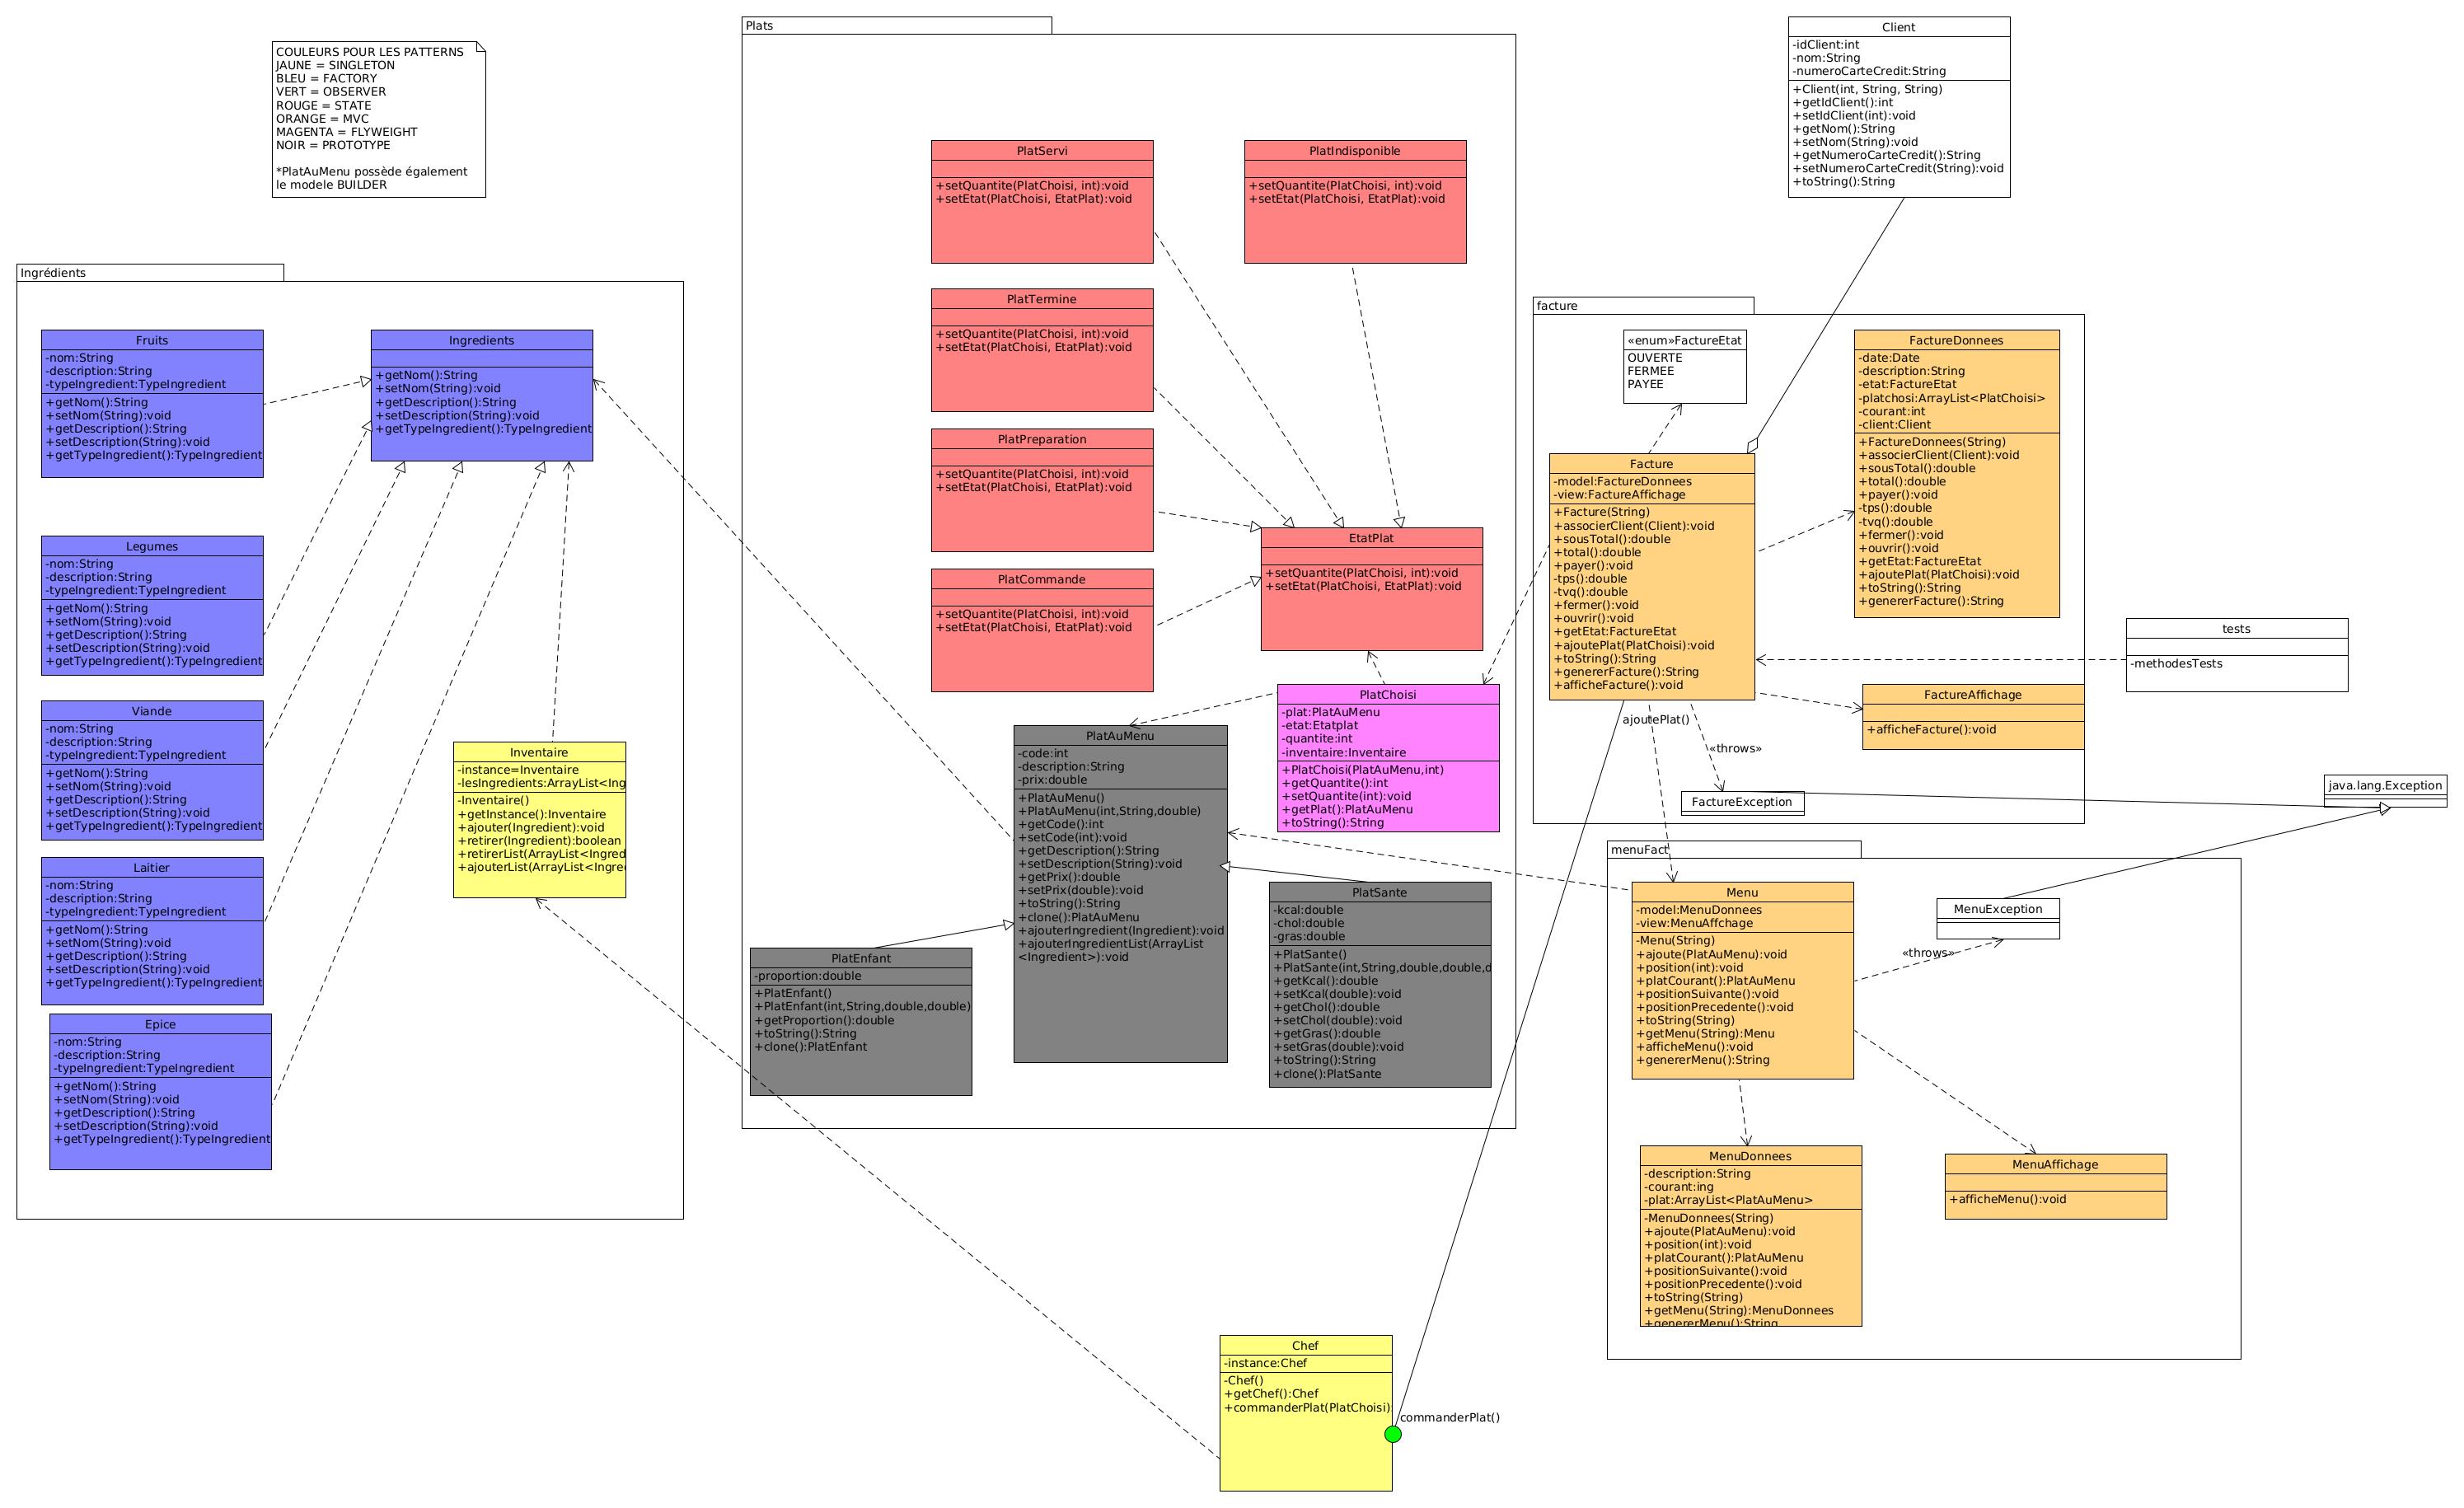 COULEURS POUR LES PATTERNS
JAUNE = SINGLETON
BLEU = FACTORY
VERT = OBSERVER
ROUGE = STATE
ORANGE = MVC
MAGENTA = FLYWEIGHT
NOIR = PROTOTYPE
*PlatAuMenu possède également
le modele BUILDER
Ingrédients
Fruits
-nom:String
-description:String
-typeIngredient:TypeIngredient
+getNom():String
+setNom(String):void
+getDescription():String
+setDescription(String):void
+getTypeIngredient():TypeIngredient
Ingredients
+getNom():String
+setNom(String):void
+getDescription():String
+setDescription(String):void
+getTypeIngredient():TypeIngredient
Legumes
-nom:String
-description:String
-typeIngredient:TypeIngredient
+getNom():String
+setNom(String):void
+getDescription():String
+setDescription(String):void
+getTypeIngredient():TypeIngredient
Viande
-nom:String
-description:String
-typeIngredient:TypeIngredient
+getNom():String
+setNom(String):void
+getDescription():String
+setDescription(String):void
+getTypeIngredient():TypeIngredient
Laitier
-nom:String
-description:String
-typeIngredient:TypeIngredient
+getNom():String
+setNom(String):void
+getDescription():String
+setDescription(String):void
+getTypeIngredient():TypeIngredient
Epice
-nom:String
-description:String
-typeIngredient:TypeIngredient
+getNom():String
+setNom(String):void
+getDescription():String
+setDescription(String):void
+getTypeIngredient():TypeIngredient
Inventaire
-instance=Inventaire
-lesIngredients:ArrayList<Ing
-Inventaire()
+getInstance():Inventaire
+ajouter(Ingredient):void
+retirer(Ingredient):boolean
+retirerList(ArrayList<Ingred
+ajouterList(ArrayList<Ingre
Plats
PlatServi
+setQuantite(PlatChoisi, int):void
+setEtat(PlatChoisi, EtatPlat):void
PlatIndisponible
+setQuantite(PlatChoisi, int):void
+setEtat(PlatChoisi, EtatPlat):void
PlatTermine
+setQuantite(PlatChoisi, int):void
+setEtat(PlatChoisi, EtatPlat):void
PlatPreparation
+setQuantite(PlatChoisi, int):void
+setEtat(PlatChoisi, EtatPlat):void
PlatCommande
+setQuantite(PlatChoisi, int):void
+setEtat(PlatChoisi, EtatPlat):void
EtatPlat
+setQuantite(PlatChoisi, int):void
+setEtat(PlatChoisi, EtatPlat):void
PlatChoisi
-plat:PlatAuMenu
-etat:Etatplat
-quantite:int
-inventaire:Inventaire
+PlatChoisi(PlatAuMenu,int)
+getQuantite():int
+setQuantite(int):void
+getPlat():PlatAuMenu
+toString():String
PlatAuMenu
-code:int
-description:String
-prix:double
+PlatAuMenu()
+PlatAuMenu(int,String,double)
+getCode():int
+setCode(int):void
+getDescription():String
+setDescription(String):void
+getPrix():double
+setPrix(double):void
+toString():String
+clone():PlatAuMenu
+ajouterIngredient(Ingredient):void
+ajouterIngredientList(ArrayList
<Ingredient>):void
PlatEnfant
-proportion:double
+PlatEnfant()
+PlatEnfant(int,String,double,double)
+getProportion():double
+toString():String
+clone():PlatEnfant
PlatSante
-kcal:double
-chol:double
-gras:double
+PlatSante()
+PlatSante(int,String,double,double,d
+getKcal():double
+setKcal(double):void
+getChol():double
+setChol(double):void
+getGras():double
+setGras(double):void
+toString():String
+clone():PlatSante
Client
-idClient:int
-nom:String
-numeroCarteCredit:String
+Client(int, String, String)
+getIdClient():int
+setIdClient(int):void
+getNom():String
+setNom(String):void
+getNumeroCarteCredit():String
+setNumeroCarteCredit(String):void
+toString():String
facture
«enum»FactureEtat
OUVERTE
FERMEE
PAYEE
FactureDonnees
-date:Date
-description:String
-etat:FactureEtat
-platchosi:ArrayList<PlatChoisi>
-courant:int
-client:Client
+FactureDonnees(String)
+associerClient(Client):void
+sousTotal():double
+total():double
+payer():void
-tps():double
-tvq():double
+fermer():void
+ouvrir():void
+getEtat:FactureEtat
+ajoutePlat(PlatChoisi):void
+toString():String
+genererFacture():String
Facture
-model:FactureDonnees
-view:FactureAffichage
+Facture(String)
+associerClient(Client):void
+sousTotal():double
+total():double
+payer():void
-tps():double
-tvq():double
+fermer():void
+ouvrir():void
+getEtat:FactureEtat
+ajoutePlat(PlatChoisi):void
+toString():String
+genererFacture():String
+afficheFacture():void
tests
-methodesTests
FactureAffichage
+afficheFacture():void
ajoutePlat()
«throws»
FactureException
java.lang.Exception
menuFact
Menu
-model:MenuDonnees
-view:MenuAffchage
-Menu(String)
+ajoute(PlatAuMenu):void
+position(int):void
+platCourant():PlatAuMenu
+positionSuivante():void
+positionPrecedente():void
+toString(String)
+getMenu(String):Menu
+afficheMenu():void
+genererMenu():String
MenuException
«throws»
MenuDonnees
-description:String
-courant:ing
-plat:ArrayList<PlatAuMenu>
-MenuDonnees(String)
+ajoute(PlatAuMenu):void
+position(int):void
+platCourant():PlatAuMenu
+positionSuivante():void
+positionPrecedente():void
+toString(String)
+getMenu(String):MenuDonnees
+genererMenu():String
MenuAffichage
+afficheMenu():void
Chef
-instance:Chef
-Chef()
+getChef():Chef
+commanderPlat(PlatChoisi)
commanderPlat()